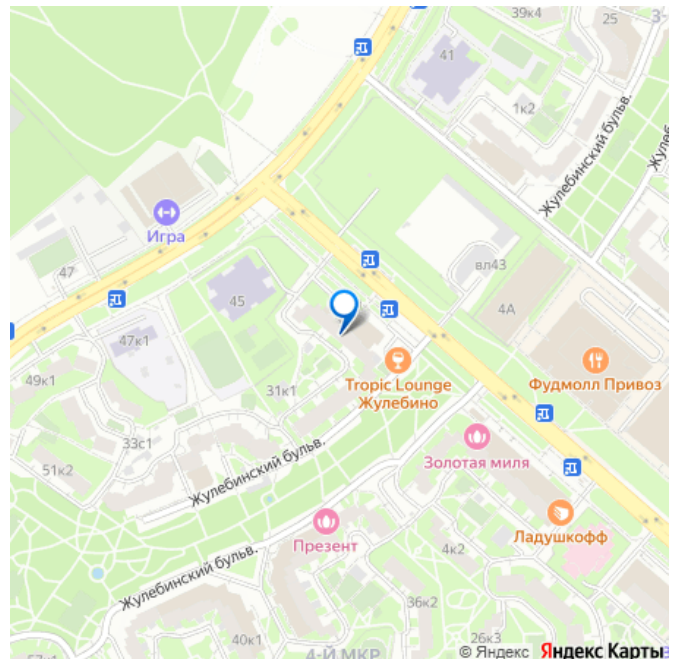 39к4
25
3-
41
1к2
Жулебинский бульв.
Жуле
Игра
47
вл43
45
4А
47к1
Tropic Lounge
Жулебино
Фудмолл Привоз
49к1
31к1
33с1
51к2
Жулебинский бульв.
Золотая миля
Ладушкофф
Презент
4к2
Жулебинский бульв.
36к2
40к1
26к3
4-Й МКР
© Яндекс Яндекс Карты